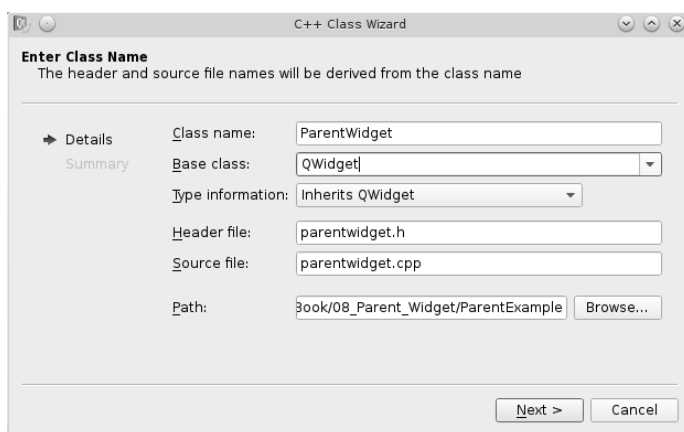 C++ Class Wizard
Enter Class Name
The header and source file names will be derived from the class name
Details
Summary
Class name: ParentWidget
Base class: QWidget
Type information: Inherits QWidget
Header file: parentwidget.h
Source file: parentwidget.cpp
Path: Book/08_Parent_Widget/ParentExample Browse...
Next > Cancel